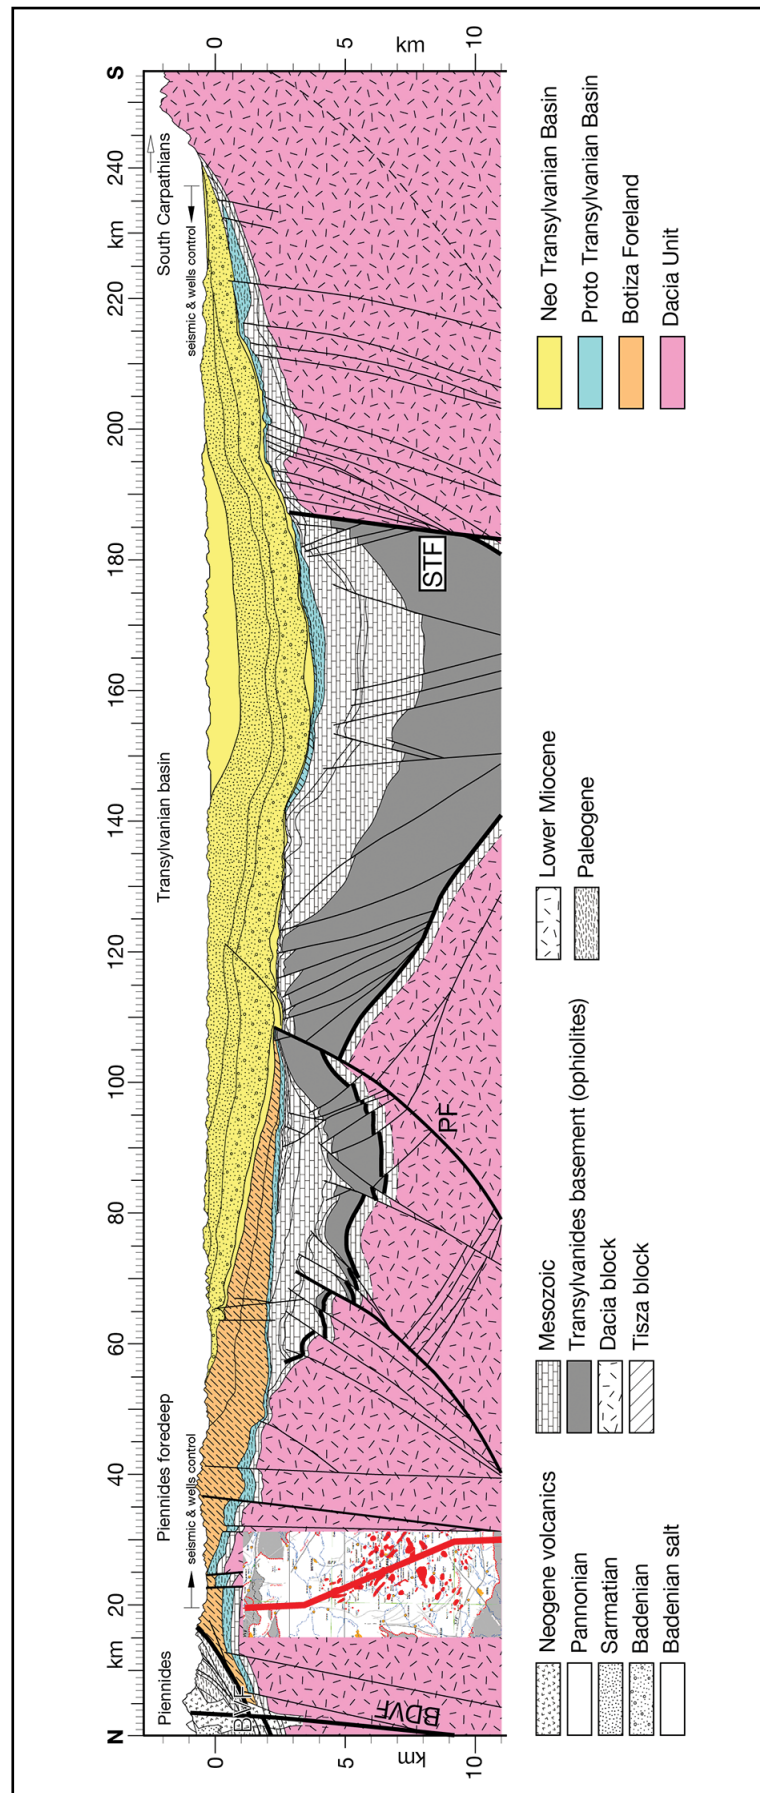 N
km
20
40
60
80
100
120
140
160
180
200
220
km
240
S
Piennides
Piennides foredeep
Transylvanian basin
South Carpathians
seismic & wells control
seismic & wells control
0
5
km
10
0
5
km
10
BDVF
PF
STF
Neogene volcanics
Pannonian
Sarmatian
Badenian
Badenian salt
Mesozoic
Transylvanides basement (ophiolites)
Dacia block
Tisza block
Lower Miocene
Paleogene
Neo Transylvanian Basin
Proto Transylvanian Basin
Botiza Foreland
Dacia Unit